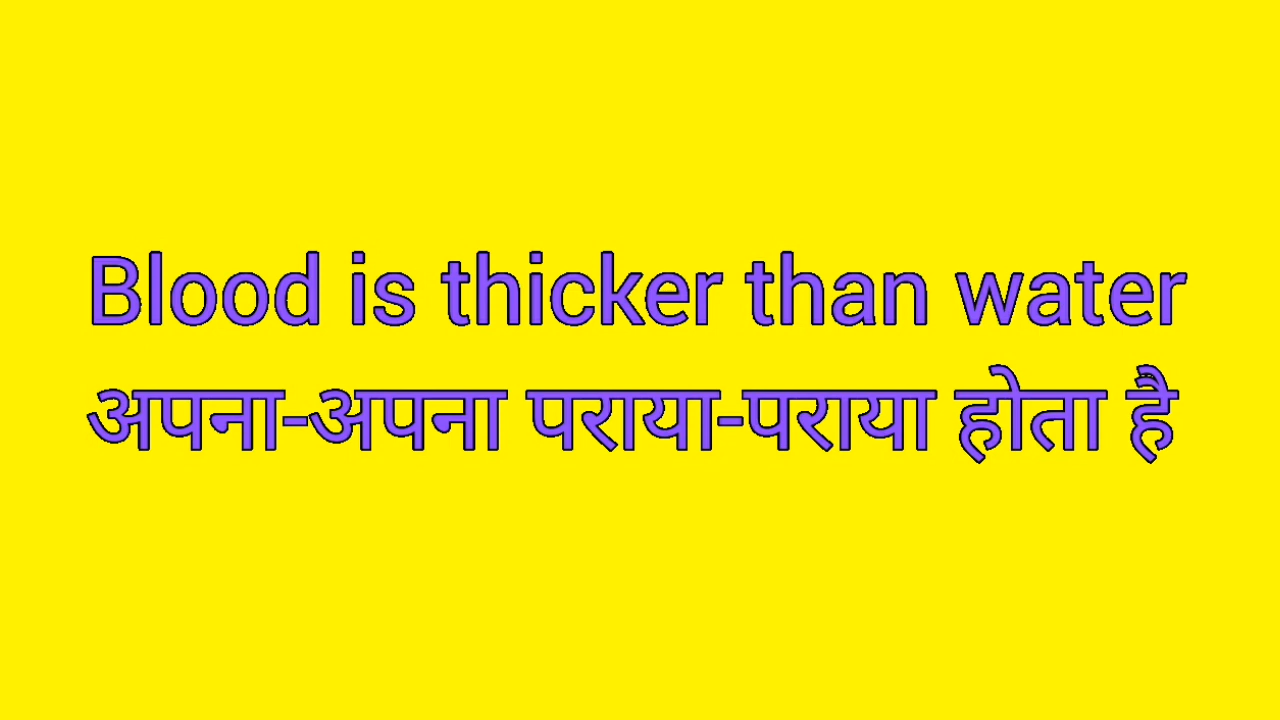 Blood is thicker than water
अपना-अपना पराया-पराया होता है